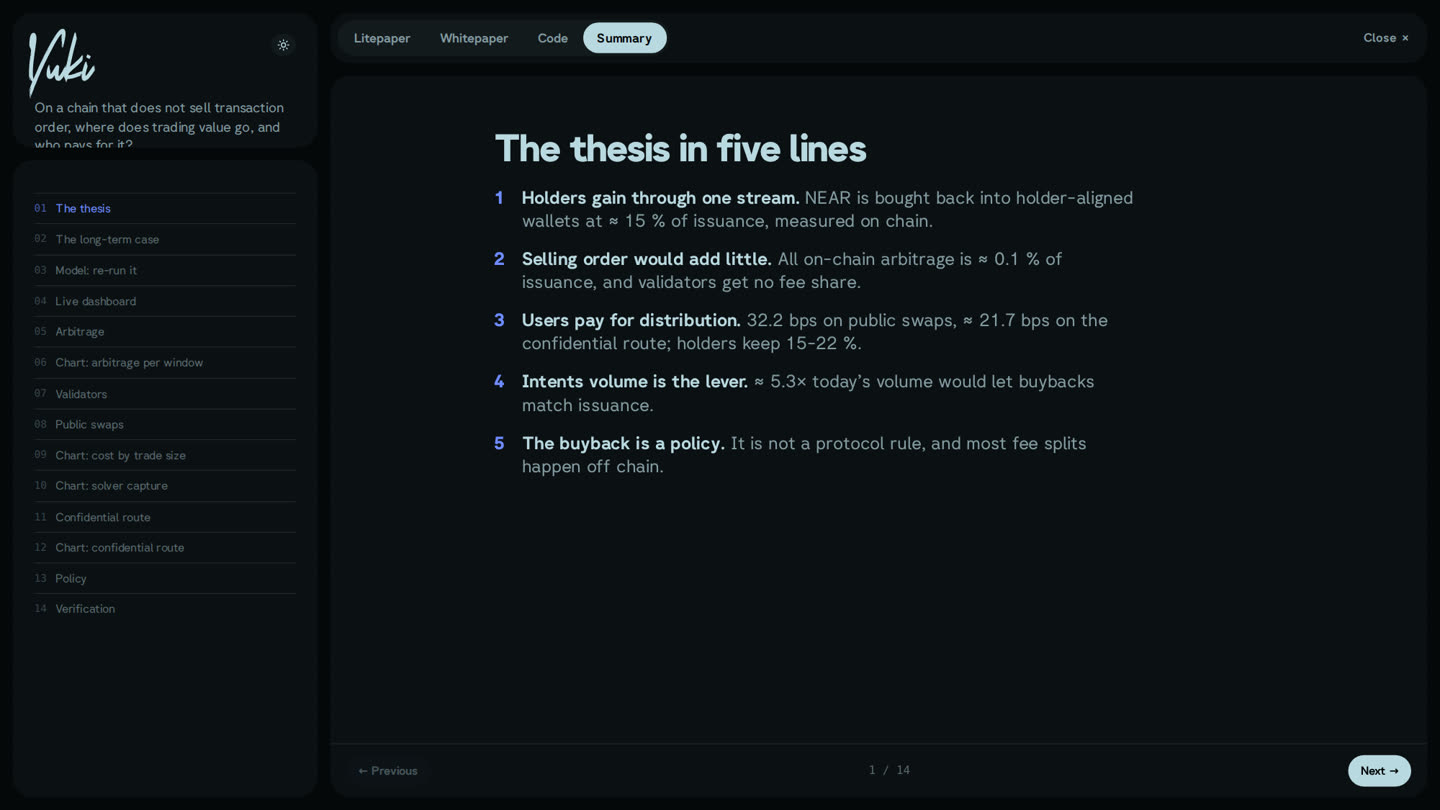 Yuki
On a chain that does not sell transaction
order, where does trading value go, and
who pays for it?
01 The thesis
02 The long-term case
03 Model: re-run it
04 Live dashboard
05 Arbitrage
06 Chart: arbitrage per window
07 Validators
08 Public swaps
09 Chart: cost by trade size
10 Chart: solver capture
11 Confidential route
12 Chart: confidential route
13 Policy
14 Verification
Litepaper Whitepaper Code Summary Close ×
The thesis in five lines
1 Holders gain through one stream. NEAR is bought back into holder-aligned
wallets at ≈ 15 % of issuance, measured on chain.
2 Selling order would add little. All on-chain arbitrage is ≈ 0.1 % of
issuance, and validators get no fee share.
3 Users pay for distribution. 32.2 bps on public swaps, ≈ 21.7 bps on the
confidential route; holders keep 15–22 %.
4 Intents volume is the lever. ≈ 5.3× today’s volume would let buybacks
match issuance.
5 The buyback is a policy. It is not a protocol rule, and most fee splits
happen off chain.
← Previous 1 / 14 Next →